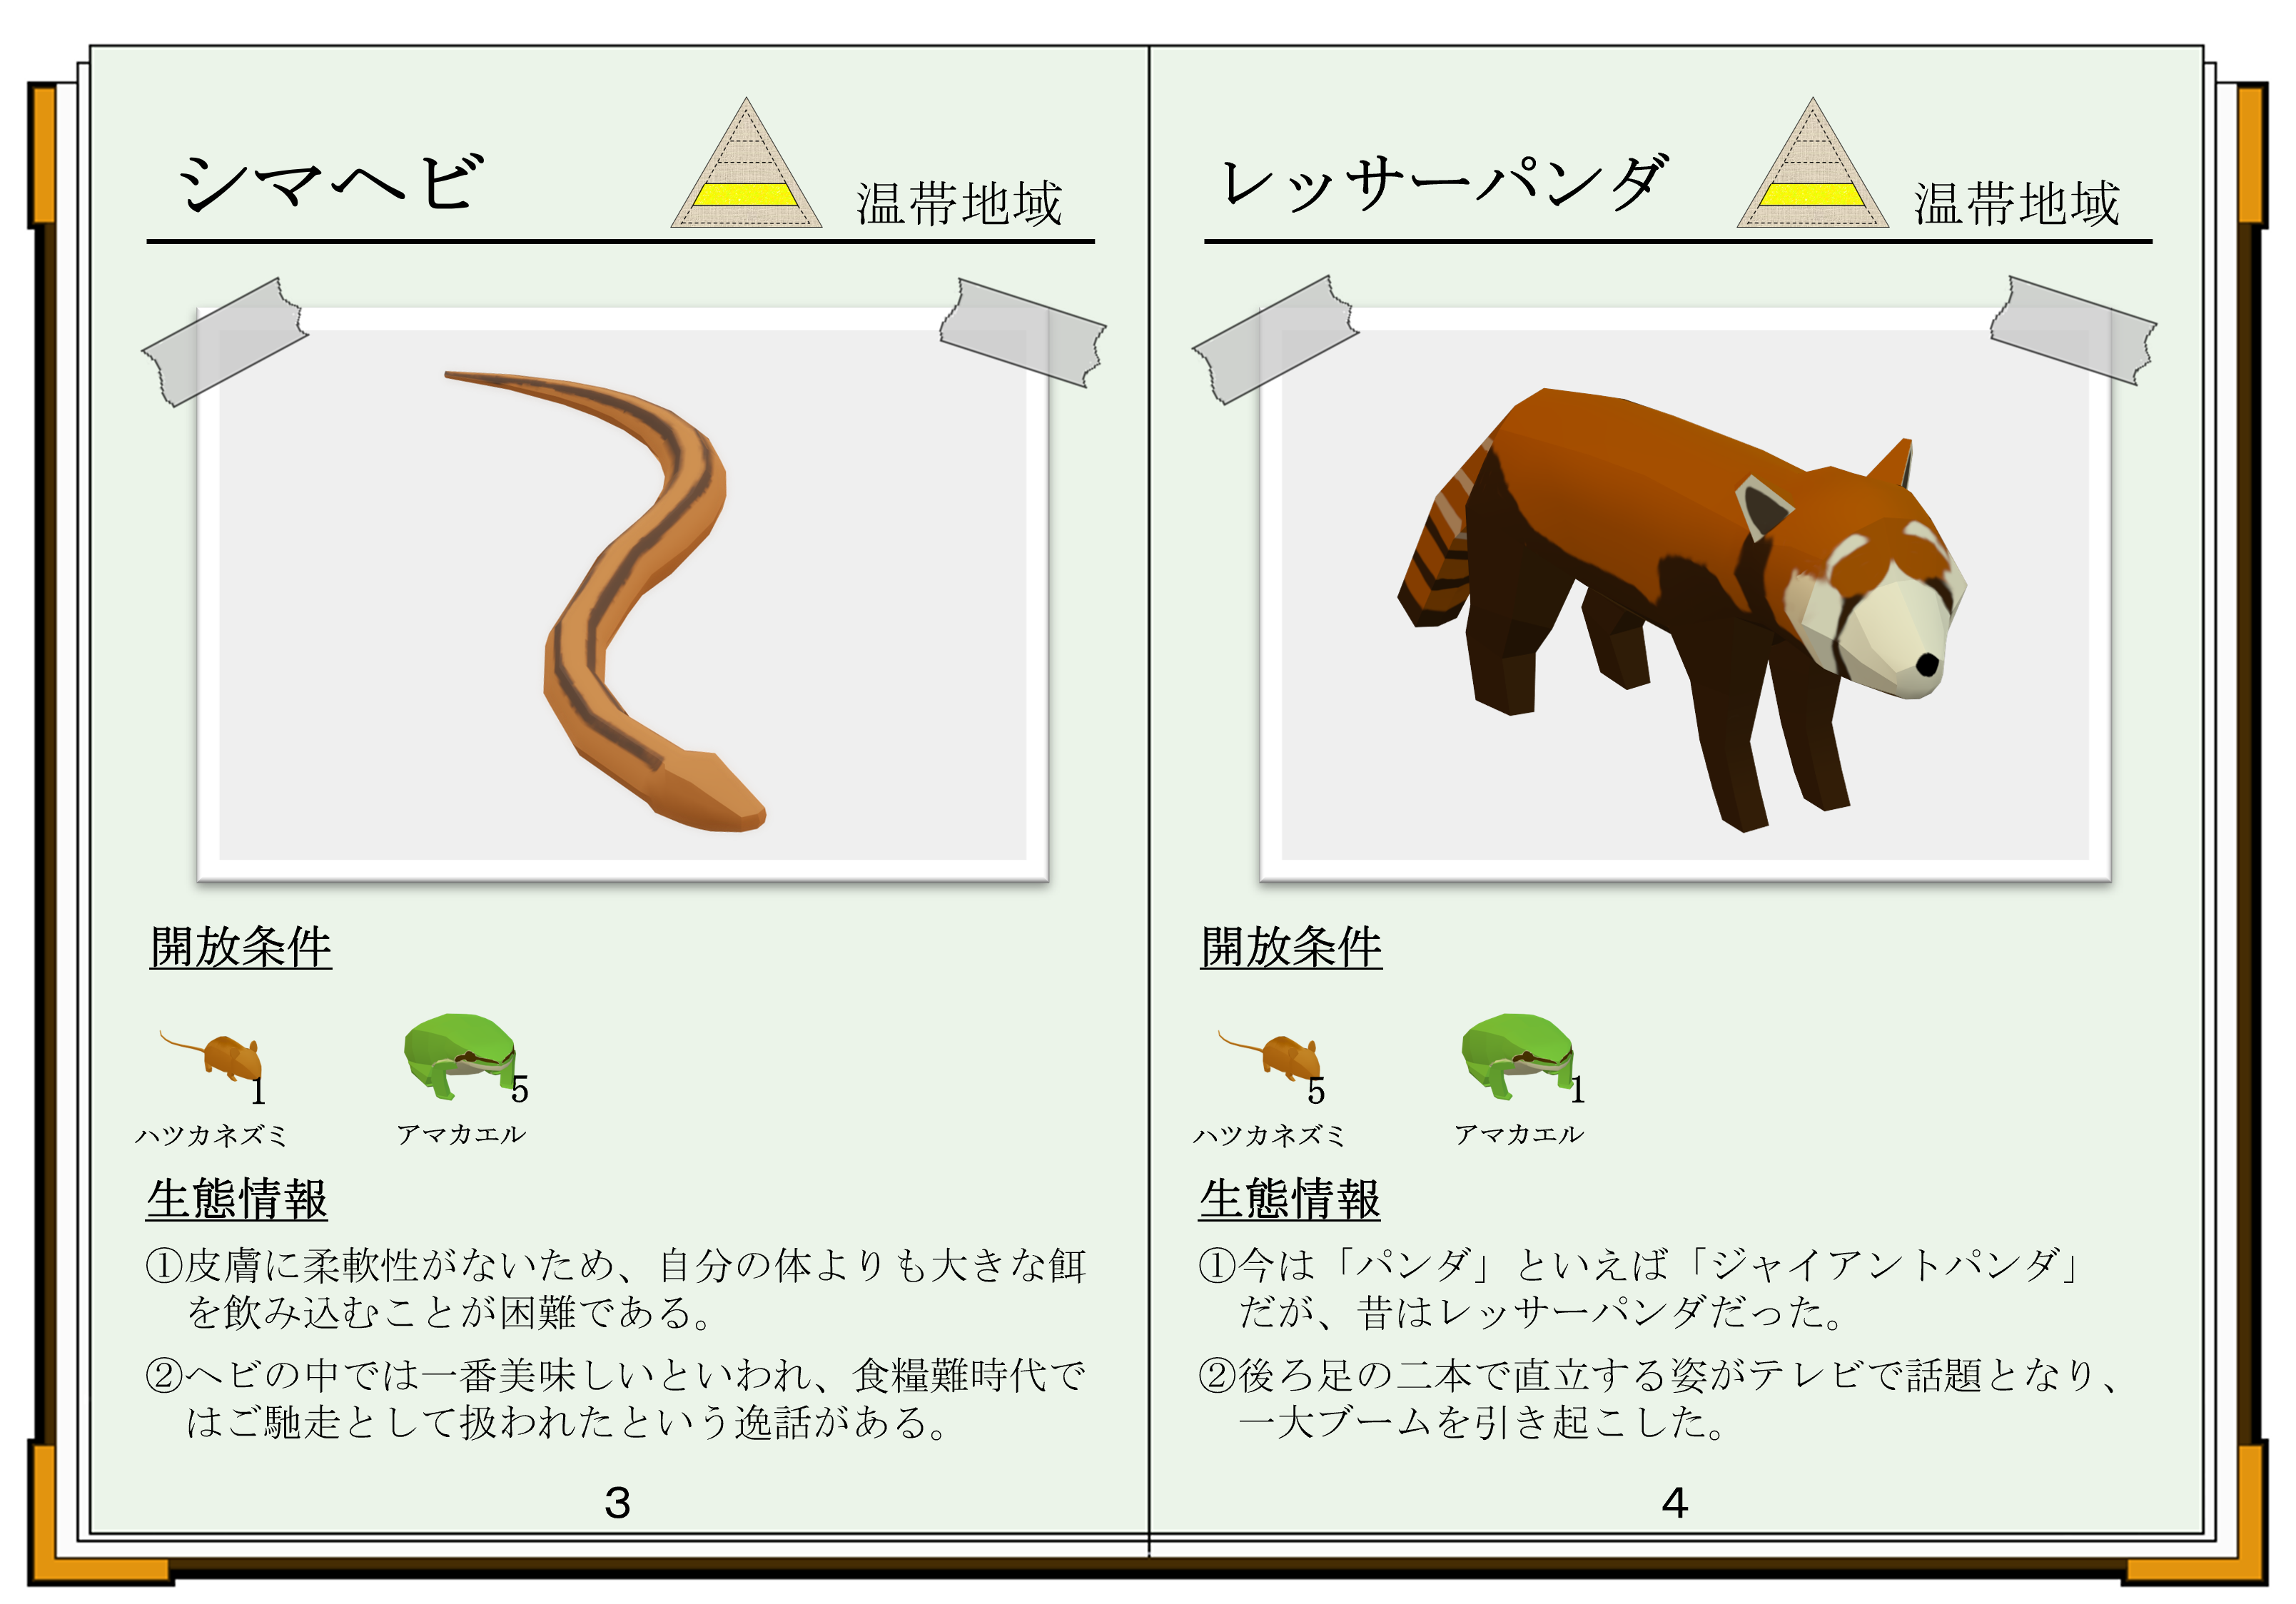 シマヘビ
温帯地域
開放条件
1
5
ハツカネズミ
アマカエル
生態情報
①皮膚に柔軟性がないため、自分の体よりも大きな餌
を飲み込むことが困難である。
②ヘビの中では一番美味しいといわれ、食糧難時代で
はご馳走として扱われたという逸話がある。
3
レッサーパンダ
温帯地域
開放条件
5
1
ハツカネズミ
アマカエル
生態情報
①今は「パンダ」といえば「ジャイアントパンダ」
だが、昔はレッサーパンダだった。
②後ろ足の二本で直立する姿がテレビで話題となり、
一大ブームを引き起こした。
4